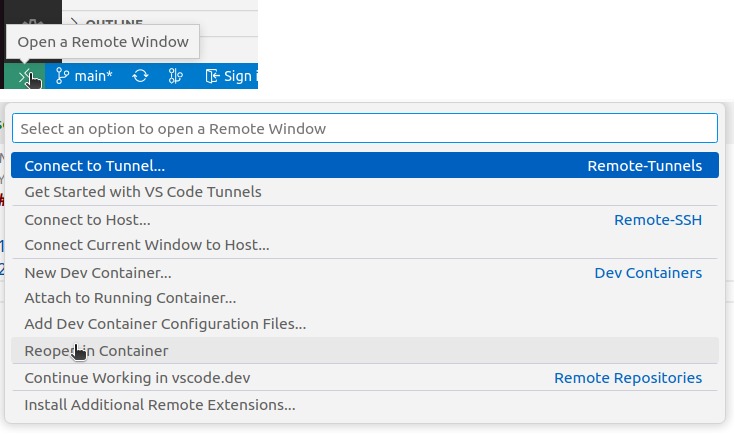 OUTLINE
Open a Remote Window
main*
Sign i
Select an option to open a Remote Window
Connect to Tunnel... Remote-Tunnels
Get Started with VS Code Tunnels
Connect to Host... Remote-SSH
Connect Current Window to Host...
New Dev Container... Dev Containers
Attach to Running Container...
Add Dev Container Configuration Files...
Reopen in Container
Continue Working in vscode.dev Remote Repositories
Install Additional Remote Extensions...